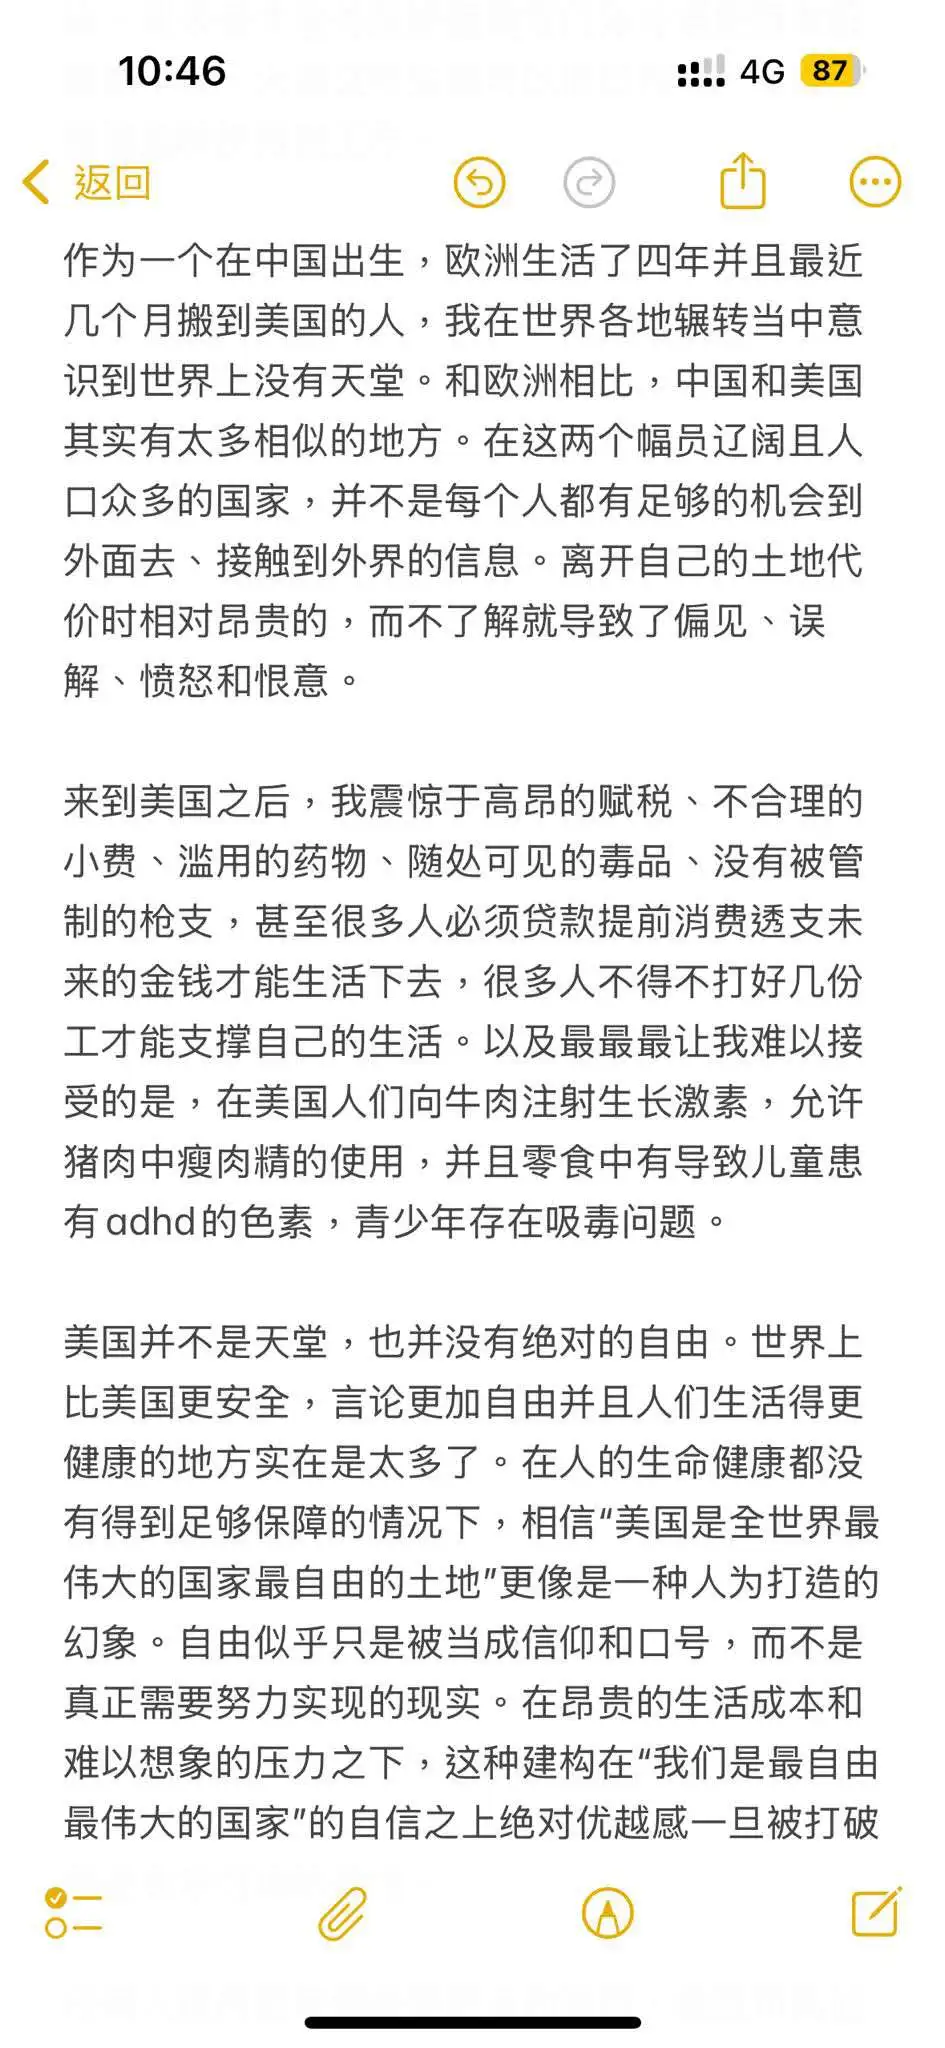 10:46
4G 87
返回
作为一个在中国出生，欧洲生活了四年并且最近
几个月搬到美国的人，我在世界各地辗转当中意
识到世界上没有天堂。和欧洲相比，中国和美国
其实有太多相似的地方。在这两个幅员辽阔且人
口众多的国家，并不是每个人都有足够的机会到
外面去、接触到外界的信息。离开自己的土地代
价时相对昂贵的，而不了解就导致了偏见、误
解、愤怒和恨意。
来到美国之后，我震惊于高昂的赋税、不合理的
小费、滥用的药物、随处可见的毒品、没有被管
制的枪支，甚至很多人必须贷款提前消费透支未
来的金钱才能生活下去，很多人不得不打好几份
工才能支撑自己的生活。以及最最最让我难以接
受的是，在美国人们向牛肉注射生长激素，允许
猪肉中瘦肉精的使用，并且零食中有导致儿童患
有adhd的色素，青少年存在吸毒问题。
美国并不是天堂，也并没有绝对的自由。世界上
比美国更安全，言论更加自由并且人们生活得更
健康的地方实在是太多了。在人的生命健康都没
有得到足够保障的情况下，相信“美国是全世界最
伟大的国家最自由的土地”更像是一种人为打造的
幻象。自由似乎只是被当成信仰和口号，而不是
真正需要努力实现的现实。在昂贵的生活成本和
难以想象的压力之下，这种建构在“我们是最自由
最伟大的国家”的自信之上绝对优越感一旦被打破